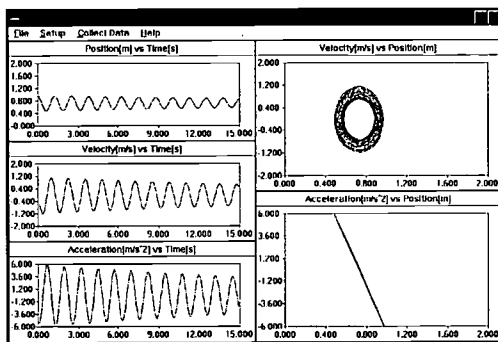 File Setup Collect Data Help
Position[m] vs Time[s]
2.000
1.400
0.800
0.200
-0.000
0.000 3.000 6.000 9.000 12.000 15.000
Velocity[m/s] vs Time[s]
2.000
1.200
0.400
-0.400
-1.200
-2.000
0.000 3.000 6.000 9.000 12.000 15.000
Acceleration[m/s^2] vs Time[s]
6.000
3.600
1.200
-1.200
-3.600
-6.000
0.000 3.000 6.000 9.000 12.000 15.000
Velocity[m/s] vs Position[m]
2.000
1.200
0.400
-0.400
-1.200
-2.000
0.000 0.400 0.800 1.200 1.600 2.000
Acceleration[m/s^2] vs Position[m]
6.000
3.600
1.200
-1.200
-3.600
-6.000
0.000 0.400 0.800 1.200 1.600 2.000